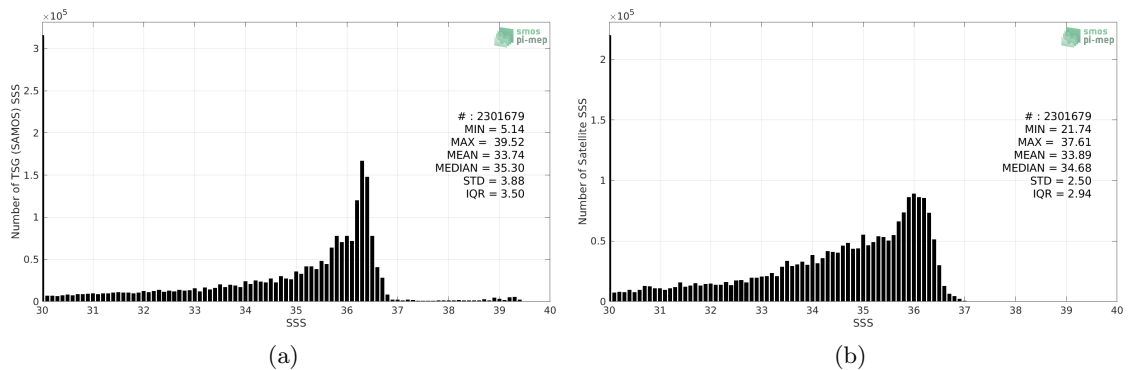 ×10⁵
3
2.5
2
1.5
1
0.5
0
Number of TSG (SAMOS) SSS
30 31 32 33 34 35 36 37 38 39 40
SSS
smos
pi-mep
# : 2301679
MIN = 5.14
MAX = 39.52
MEAN = 33.74
MEDIAN = 35.30
STD = 3.88
IQR = 3.50
(a)
×10⁵
2
1.5
1
0.5
0
Number of Satellite SSS
30 31 32 33 34 35 36 37 38 39 40
SSS
smos
pi-mep
# : 2301679
MIN = 21.74
MAX = 37.61
MEAN = 33.89
MEDIAN = 34.68
STD = 2.50
IQR = 2.94
(b)